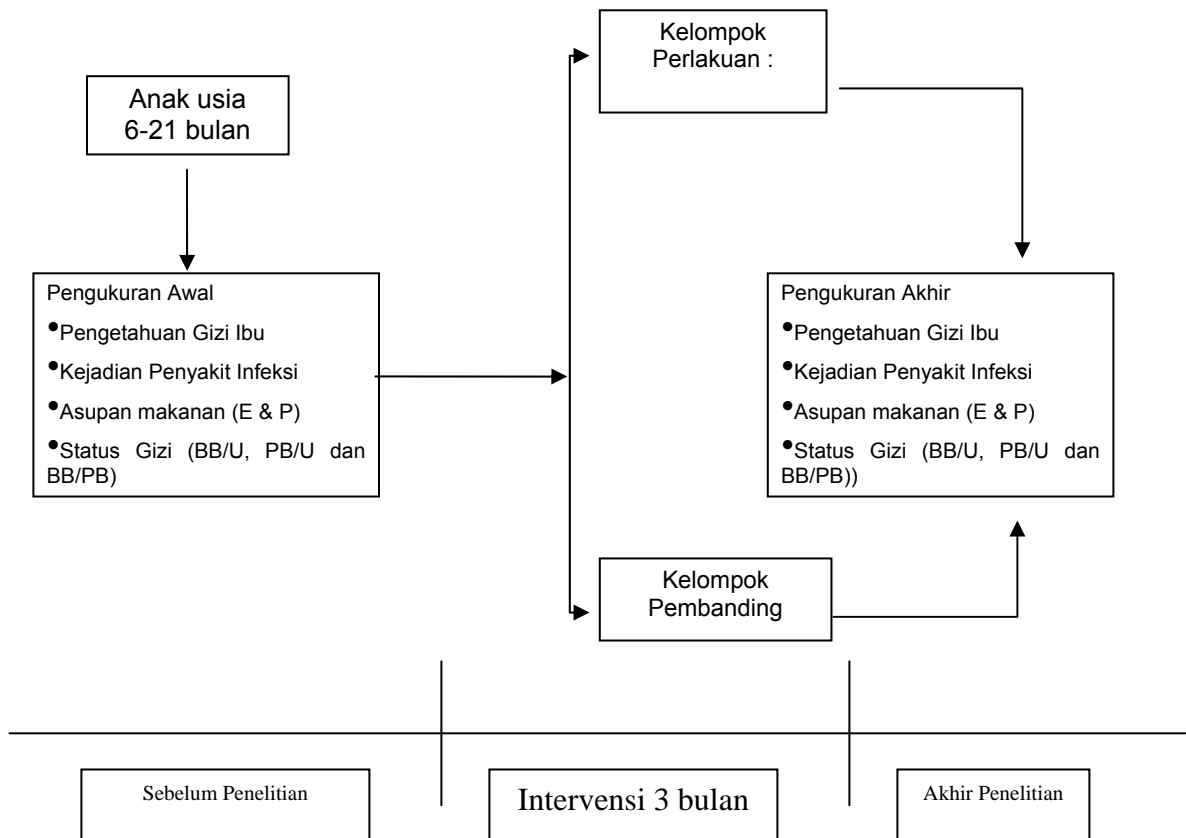 Anak usia
6-21 bulan
Pengukuran Awal
•Pengetahuan Gizi Ibu
•Kejadian Penyakit Infeksi
•Asupan makanan (E & P)
•Status Gizi (BB/U, PB/U dan
BB/PB)
Kelompok
Perlakuan :
Kelompok
Pembanding
Pengukuran Akhir
•Pengetahuan Gizi Ibu
•Kejadian Penyakit Infeksi
•Asupan makanan (E & P)
•Status Gizi (BB/U, PB/U dan
BB/PB))
Sebelum Penelitian
Intervensi 3 bulan
Akhir Penelitian